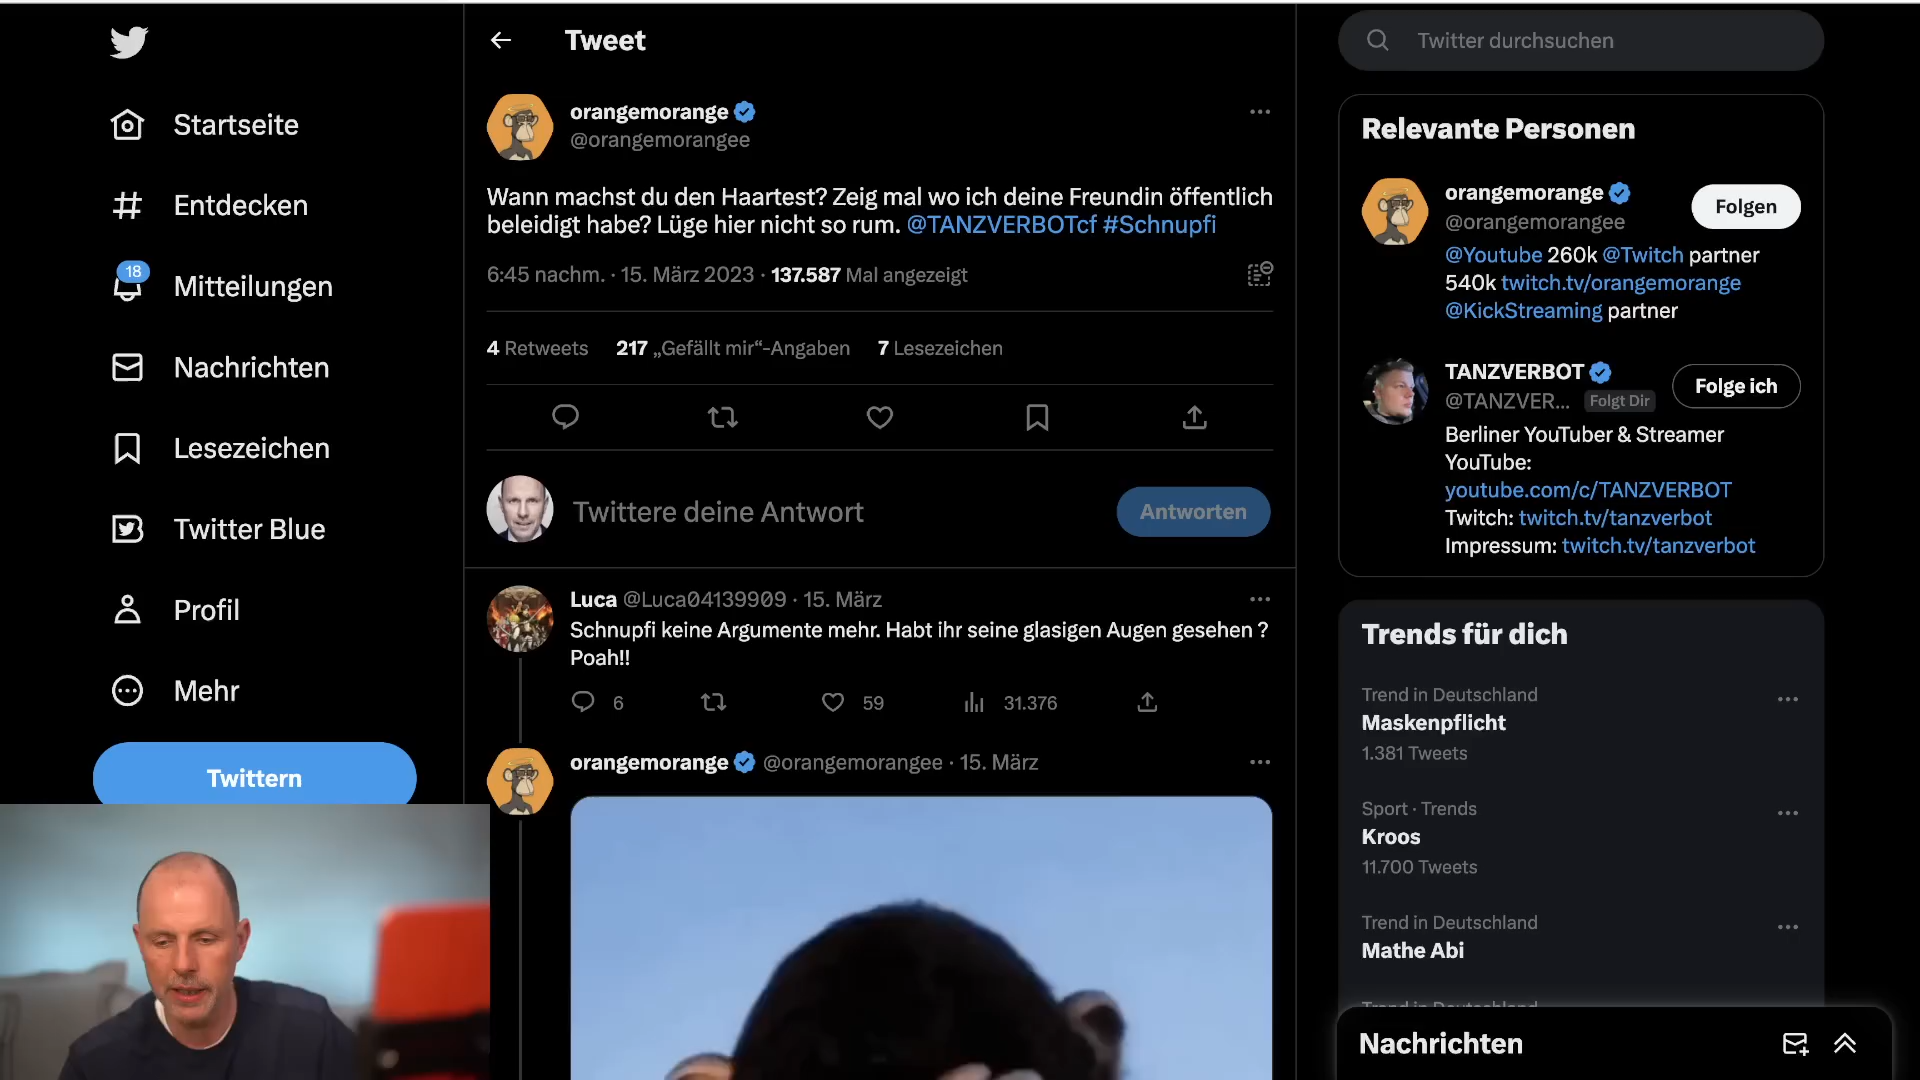 Startseite
Entdecken
18
Mitteilungen
Nachrichten
Lesezeichen
Twitter Blue
Profil
Mehr
Twittern
Tweet
orangemorange
@orangemorangee
Wann machst du den Haartest? Zeig mal wo ich deine Freundin öffentlich
beleidigt habe? Lüge hier nicht so rum. @TANZVERBOTcf #Schnupfi
6:45 nachm. · 15. März 2023 · 137.587 Mal angezeigt
4 Retweets 217 „Gefällt mir“-Angaben 7 Lesezeichen
Twittere deine Antwort
Antworten
Luca @Luca04139909 · 15. März
Schnupfi keine Argumente mehr. Habt ihr seine glasigen Augen gesehen ?
Poah!!
6 59 31.376
orangemorange @orangemorangee · 15. März
Twitter durchsuchen
Relevante Personen
orangemorange
@orangemorangee
Folgen
@Youtube 260k @Twitch partner
540k twitch.tv/orangemorange
@KickStreaming partner
TANZVERBOT
@TANZVER... Folgt Dir
Folge ich
Berliner YouTuber & Streamer
YouTube:
youtube.com/c/TANZVERBOT
Twitch: twitch.tv/tanzverbot
Impressum: twitch.tv/tanzverbot
Trends für dich
Trend in Deutschland
Maskenpflicht
1.381 Tweets
Sport · Trends
Kroos
11.700 Tweets
Trend in Deutschland
Mathe Abi
Trend in Deutschland
Nachrichten